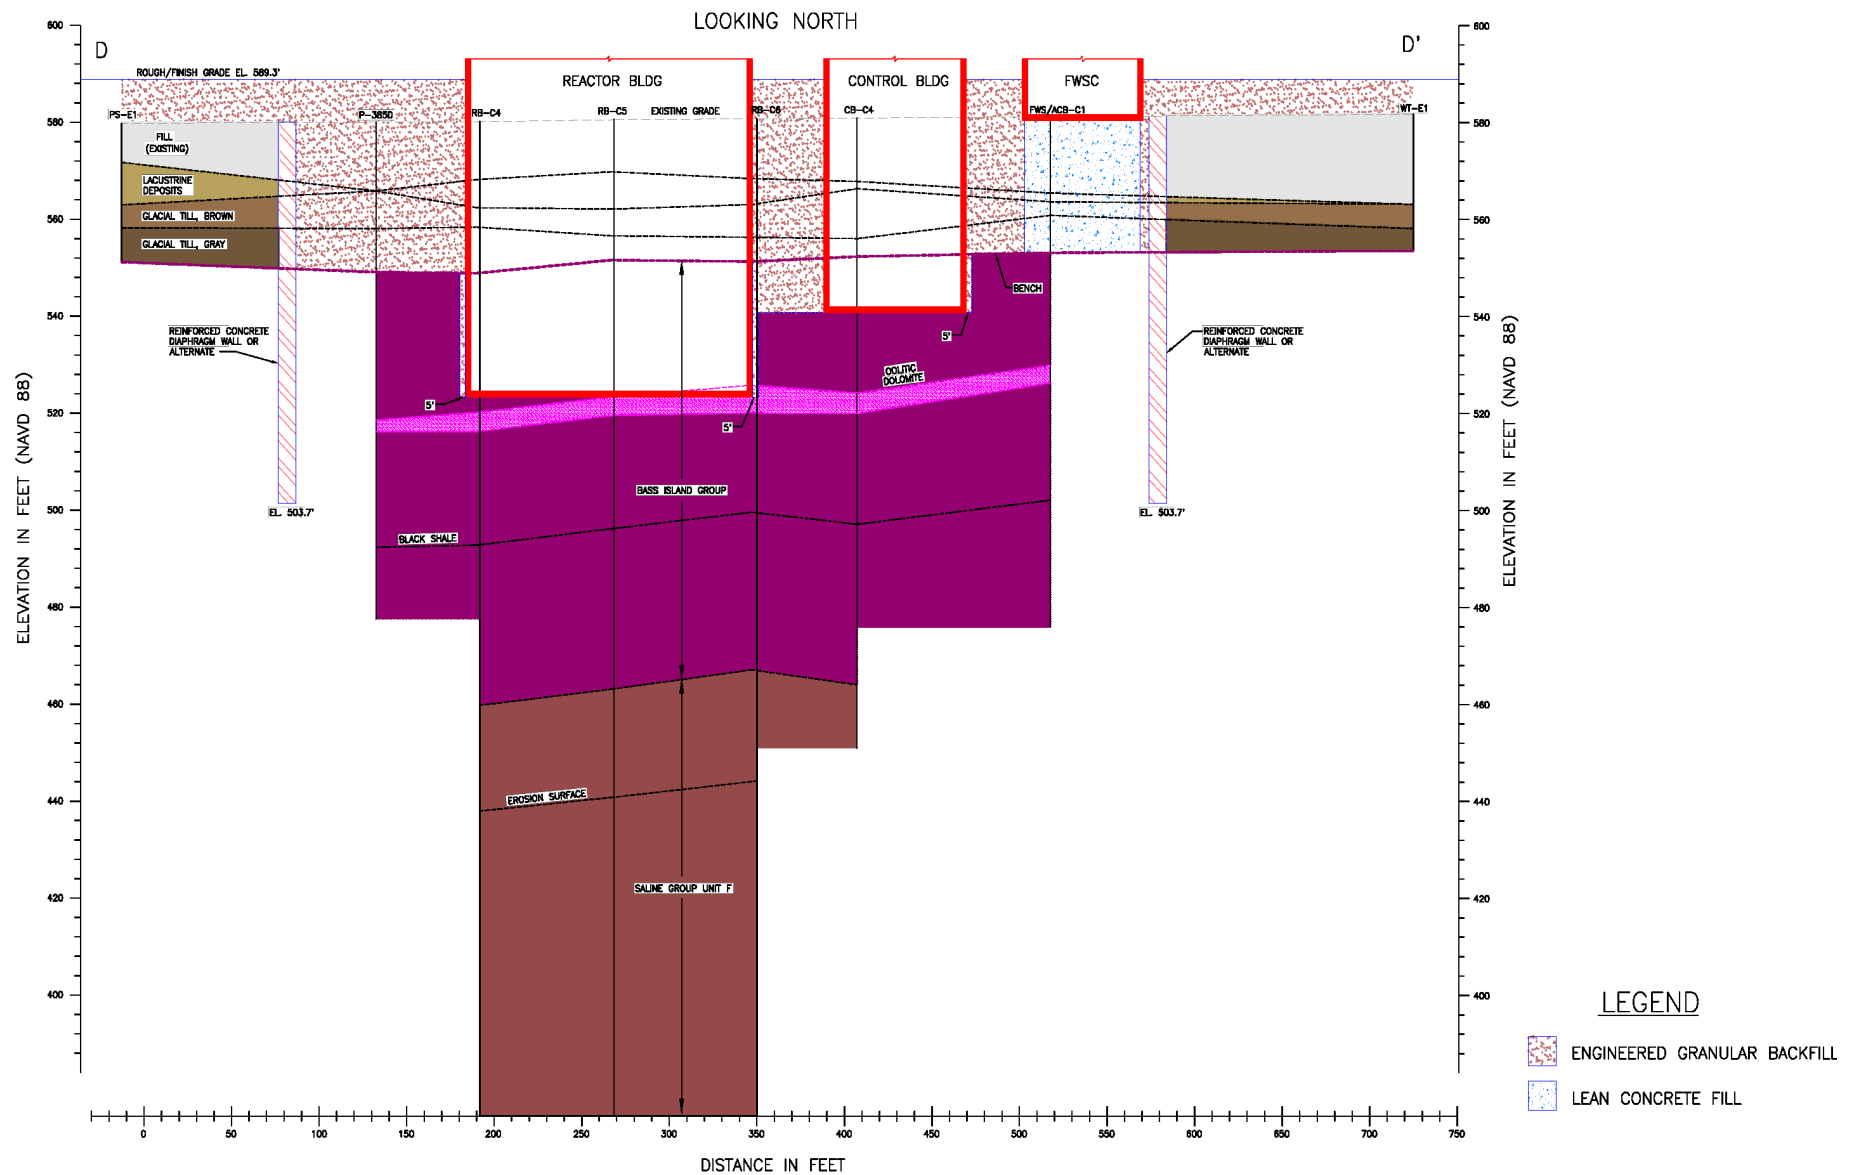 LOOKING NORTH
D
D'
ROUGH/FINISH GRADE EL. 589.3'
REACTOR BLDG
CONTROL BLDG
FWSC
PS-E1
P-385D
RB-C4
RB-C5
EXISTING GRADE
RB-C6
CB-C4
FWS/ACB-C1
WT-E1
FILL
(EXISTING)
LACUSTRINE
DEPOSITS
GLACIAL TILL, BROWN
GLACIAL TILL, GRAY
BENCH
REINFORCED CONCRETE
DIAPHRAGM WALL OR
ALTERNATE
REINFORCED CONCRETE
DIAPHRAGM WALL OR
ALTERNATE
5'
5'
5'
OOLITIC
DOLOMITE
BASS ISLAND GROUP
EL. 503.7'
EL. 503.7'
BLACK SHALE
EROSION SURFACE
SALINE GROUP UNIT F
ELEVATION IN FEET (NAVD 88)
600
580
560
540
520
500
480
460
440
420
400
ELEVATION IN FEET (NAVD 88)
600
580
560
540
520
500
480
460
440
420
400
0 50 100 150 200 250 300 350 400 450 500 550 600 650 700 750
DISTANCE IN FEET
LEGEND
ENGINEERED GRANULAR BACKFILL
LEAN CONCRETE FILL